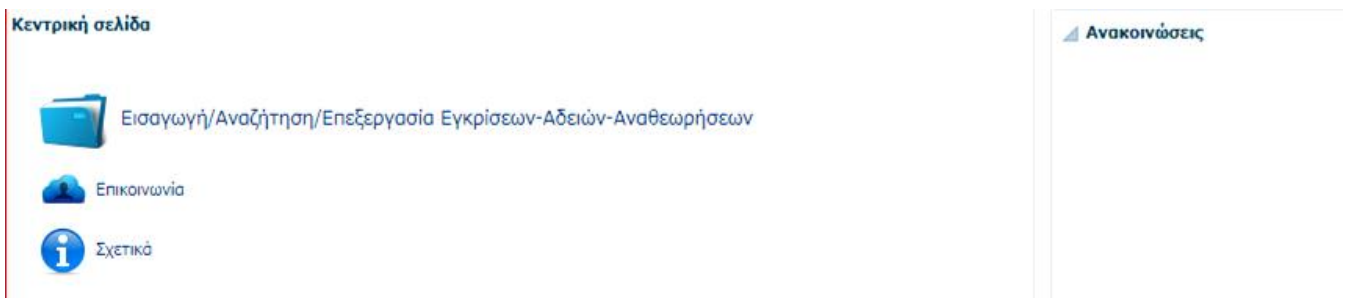 Κεντρική σελίδα
Ανακοινώσεις
Εισαγωγή/Αναζήτηση/Επεξεργασία Εγκρίσεων-Αδειών-Αναθεωρήσεων
Επικοινωνία
Σχετικά